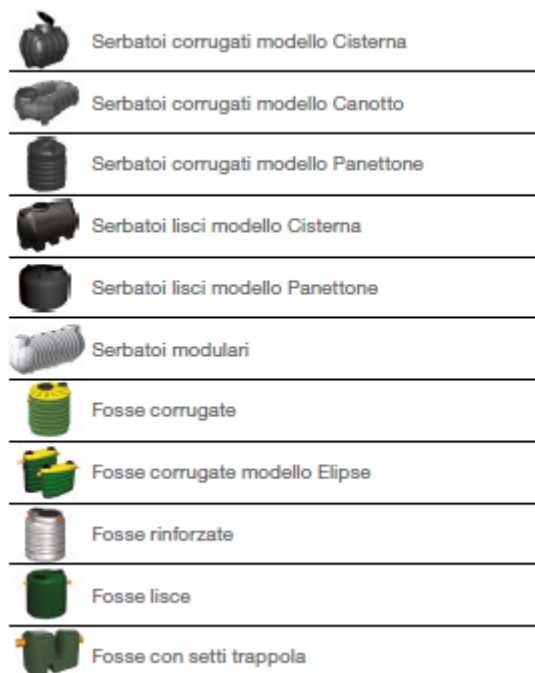 Serbatoi corrugati modello Cisterna
Serbatoi corrugati modello Canotto
Serbatoi corrugati modello Panettone
Serbatoi lisci modello Cisterna
Serbatoi lisci modello Panettone
Serbatoi modulari
Fosse corrugate
Fosse corrugate modello Elipse
Fosse rinforzate
Fosse lisce
Fosse con setti trappola